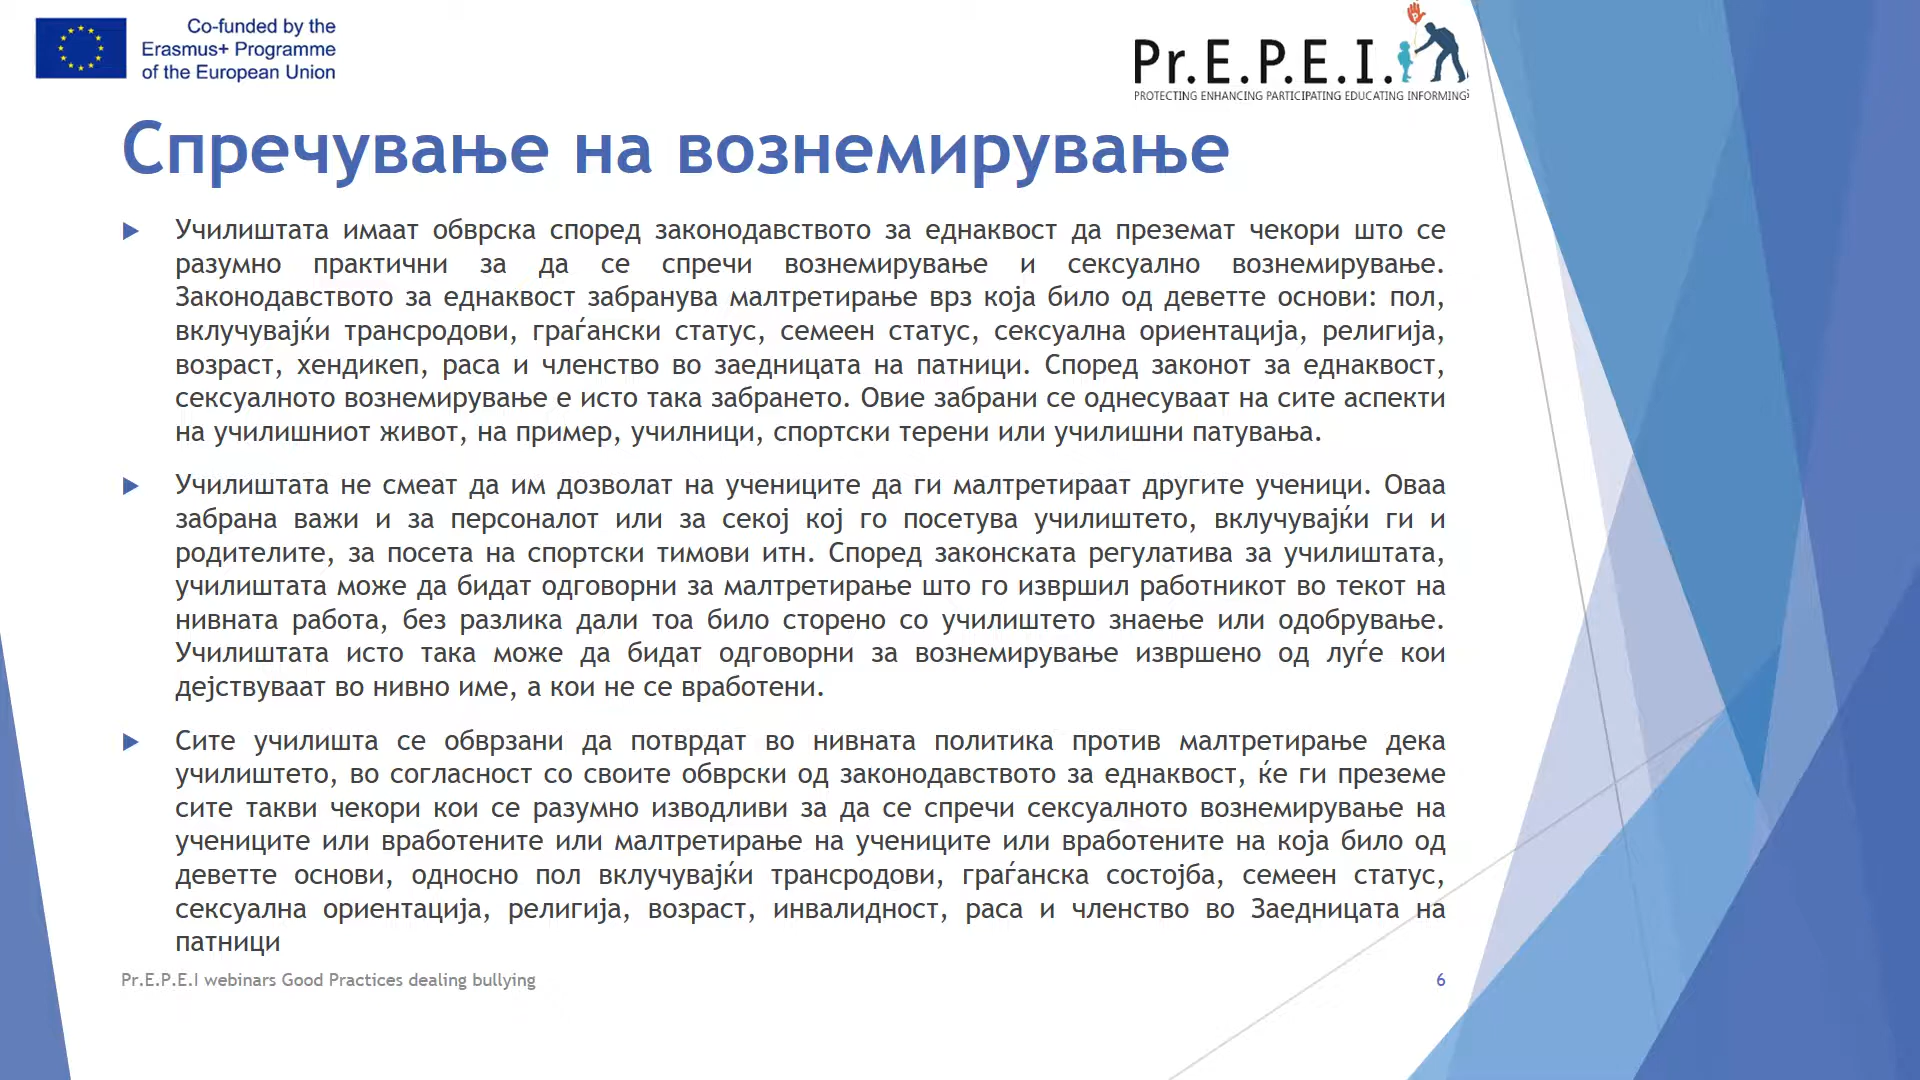 Co-funded by the
Erasmus+ Programme
of the European Union
Pr.E.P.E.I.
PROTECTING ENHANCING PARTICIPATING EDUCATING INFORMING
Спречување на вознемирување
Училиштата имаат обврска според законодавството за еднаквост да преземат чекори што се
разумно практични за да се спречи вознемирување и сексуално вознемирување.
Законодавството за еднаквост забранува малтретирање врз која било од деветте основи: пол,
вклучувајќи трансродови, граѓански статус, семеен статус, сексуална ориентација, религија,
возраст, хендикеп, раса и членство во заедницата на патници. Според законот за еднаквост,
сексуалното вознемирување е исто така забрането. Овие забрани се однесуваат на сите аспекти
на училишниот живот, на пример, училници, спортски терени или училишни патувања.
Училиштата не смеат да им дозволат на учениците да ги малтретираат другите ученици. Оваа
забрана важи и за персоналот или за секој кој го посетува училиштето, вклучувајќи ги и
родителите, за посета на спортски тимови итн. Според законската регулатива за училиштата,
училиштата може да бидат одговорни за малтретирање што го извршил работникот во текот на
нивната работа, без разлика дали тоа било сторено со училиштето знаење или одобрување.
Училиштата исто така може да бидат одговорни за вознемирување извршено од луѓе кои
дејствуваат во нивно име, а кои не се вработени.
Сите училишта се обврзани да потврдат во нивната политика против малтретирање дека
училиштето, во согласност со своите обврски од законодавството за еднаквост, ќе ги преземе
сите такви чекори кои се разумно изводливи за да се спречи сексуалното вознемирување на
учениците или вработените или малтретирање на учениците или вработените на која било од
деветте основи, односно пол вклучувајќи трансродови, граѓанска состојба, семеен статус,
сексуална ориентација, религија, возраст, инвалидност, раса и членство во Заедницата на
патници
Pr.E.P.E.I webinars Good Practices dealing bullying
6